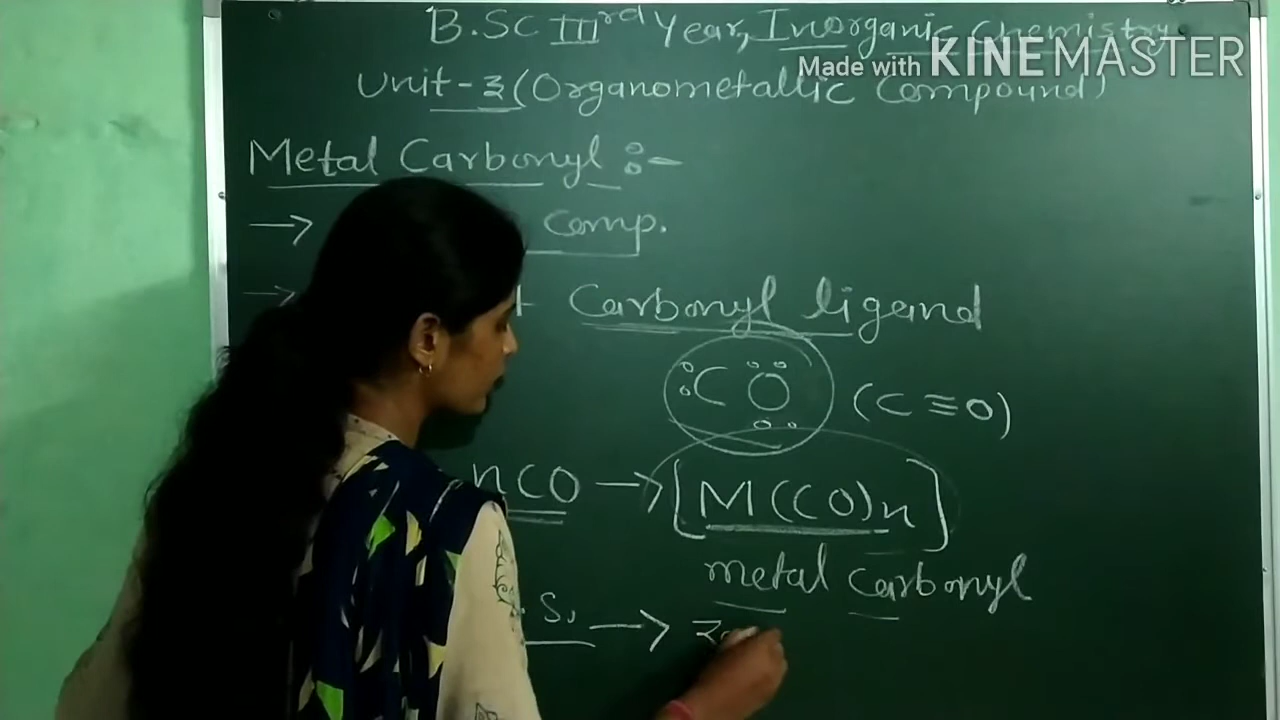 B.Sc IIIrd Year, Inorganic Chemistry
Made with KINEMASTER
Unit-3 (Organometallic Compound)
Metal Carbonyl :-
→ Comp.
→ Carbonyl ligand
:C O (C≡O)
nCO → [M(CO)n]
metal carbonyl
S. →